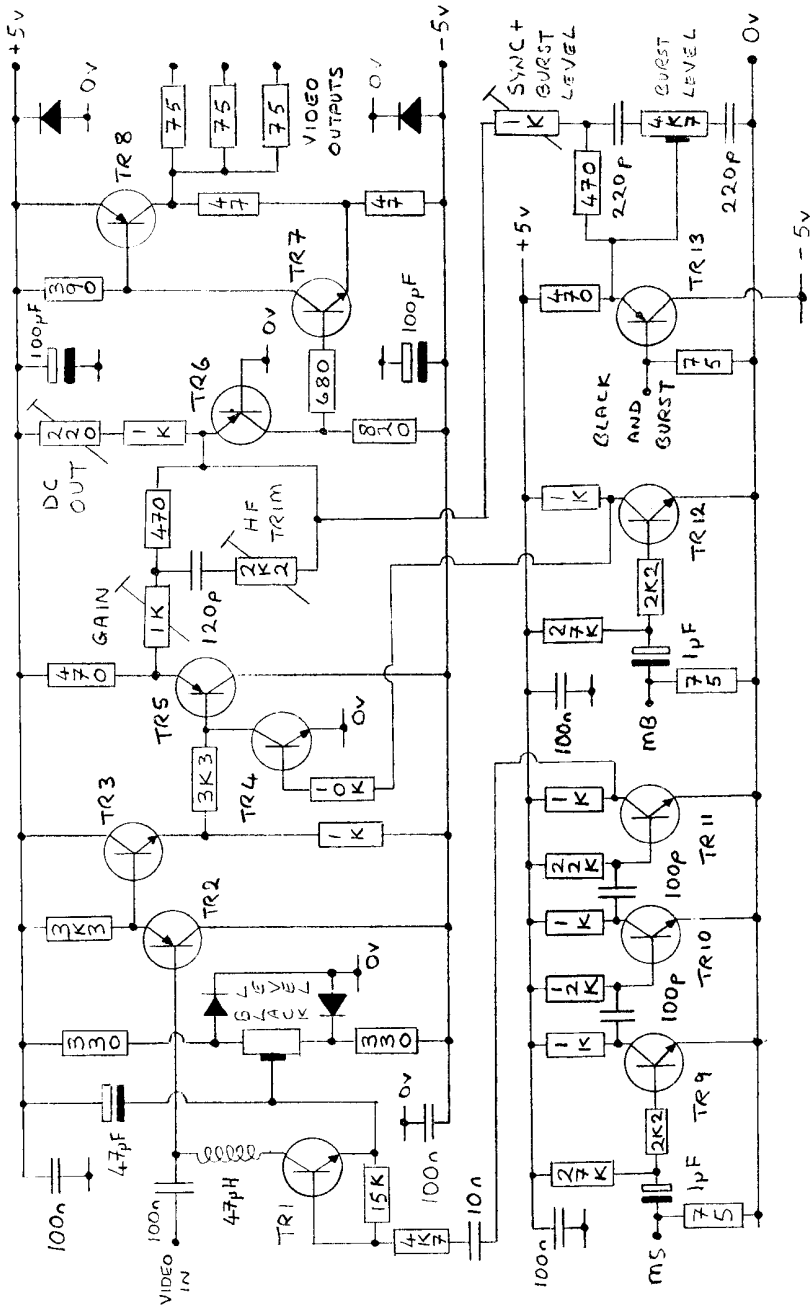 +5v
100n
47µF
330
3K3
TR3
470
GAIN
1K
DC
OUT
220
1K
100µF
390
TR8
0v
VIDEO
IN
100n
47µH
TR1
BLACK
LEVEL
TR2
0v
3K3
TR5
TR4
0v
120p
470
HF
TRIM
2K2
TR6
0v
680
TR7
47
75
75
75
VIDEO
OUTPUTS
15K
4K7
10n
0v
100n
330
1K
10K
820
100µF
47
0v
-5v
100n
27K
1K
12K
1K
22K
1K
100n
27K
1K
+5v
470
470
1K
SYNC +
BURST
LEVEL
MS
1µF
2K2
TR9
100p
TR10
100p
TR11
MB
1µF
2K2
TR12
BLACK
AND
BURST
TR13
220p
4K7
BURST
LEVEL
75
75
75
220p
0v
-5v